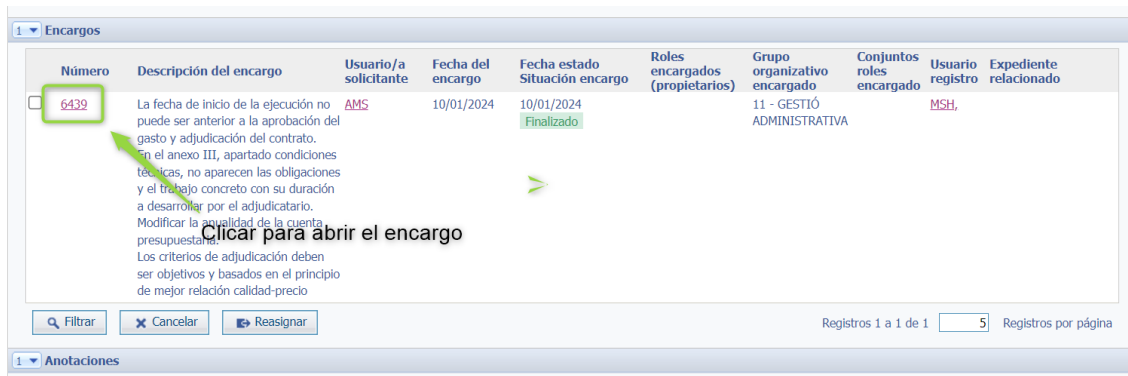 1 Encargos
Número Descripción del encargo Usuario/a solicitante Fecha del encargo Fecha estado Situación encargo Roles encargados (propietarios) Grupo organizativo encargado Conjuntos roles encargado Usuario registro Expediente relacionado
6439 La fecha de inicio de la ejecución no AMS 10/01/2024 10/01/2024 11 - GESTIÓ MSH,
puede ser anterior a la aprobación del Finalizado ADMINISTRATIVA
gasto y adjudicación del contrato.
En el anexo III, apartado condiciones
técnicas, no aparecen las obligaciones
y el trabajo concreto con su duración
a desarrollar por el adjudicatario.
Modificar la anualidad de la cuenta
presupuestaria.
Clicar para abrir el encargo
Los criterios de adjudicación deben
ser objetivos y basados en el principio
de mejor relación calidad-precio
Filtrar Cancelar Reasignar Registros 1 a 1 de 1 5 Registros por página
1 Anotaciones